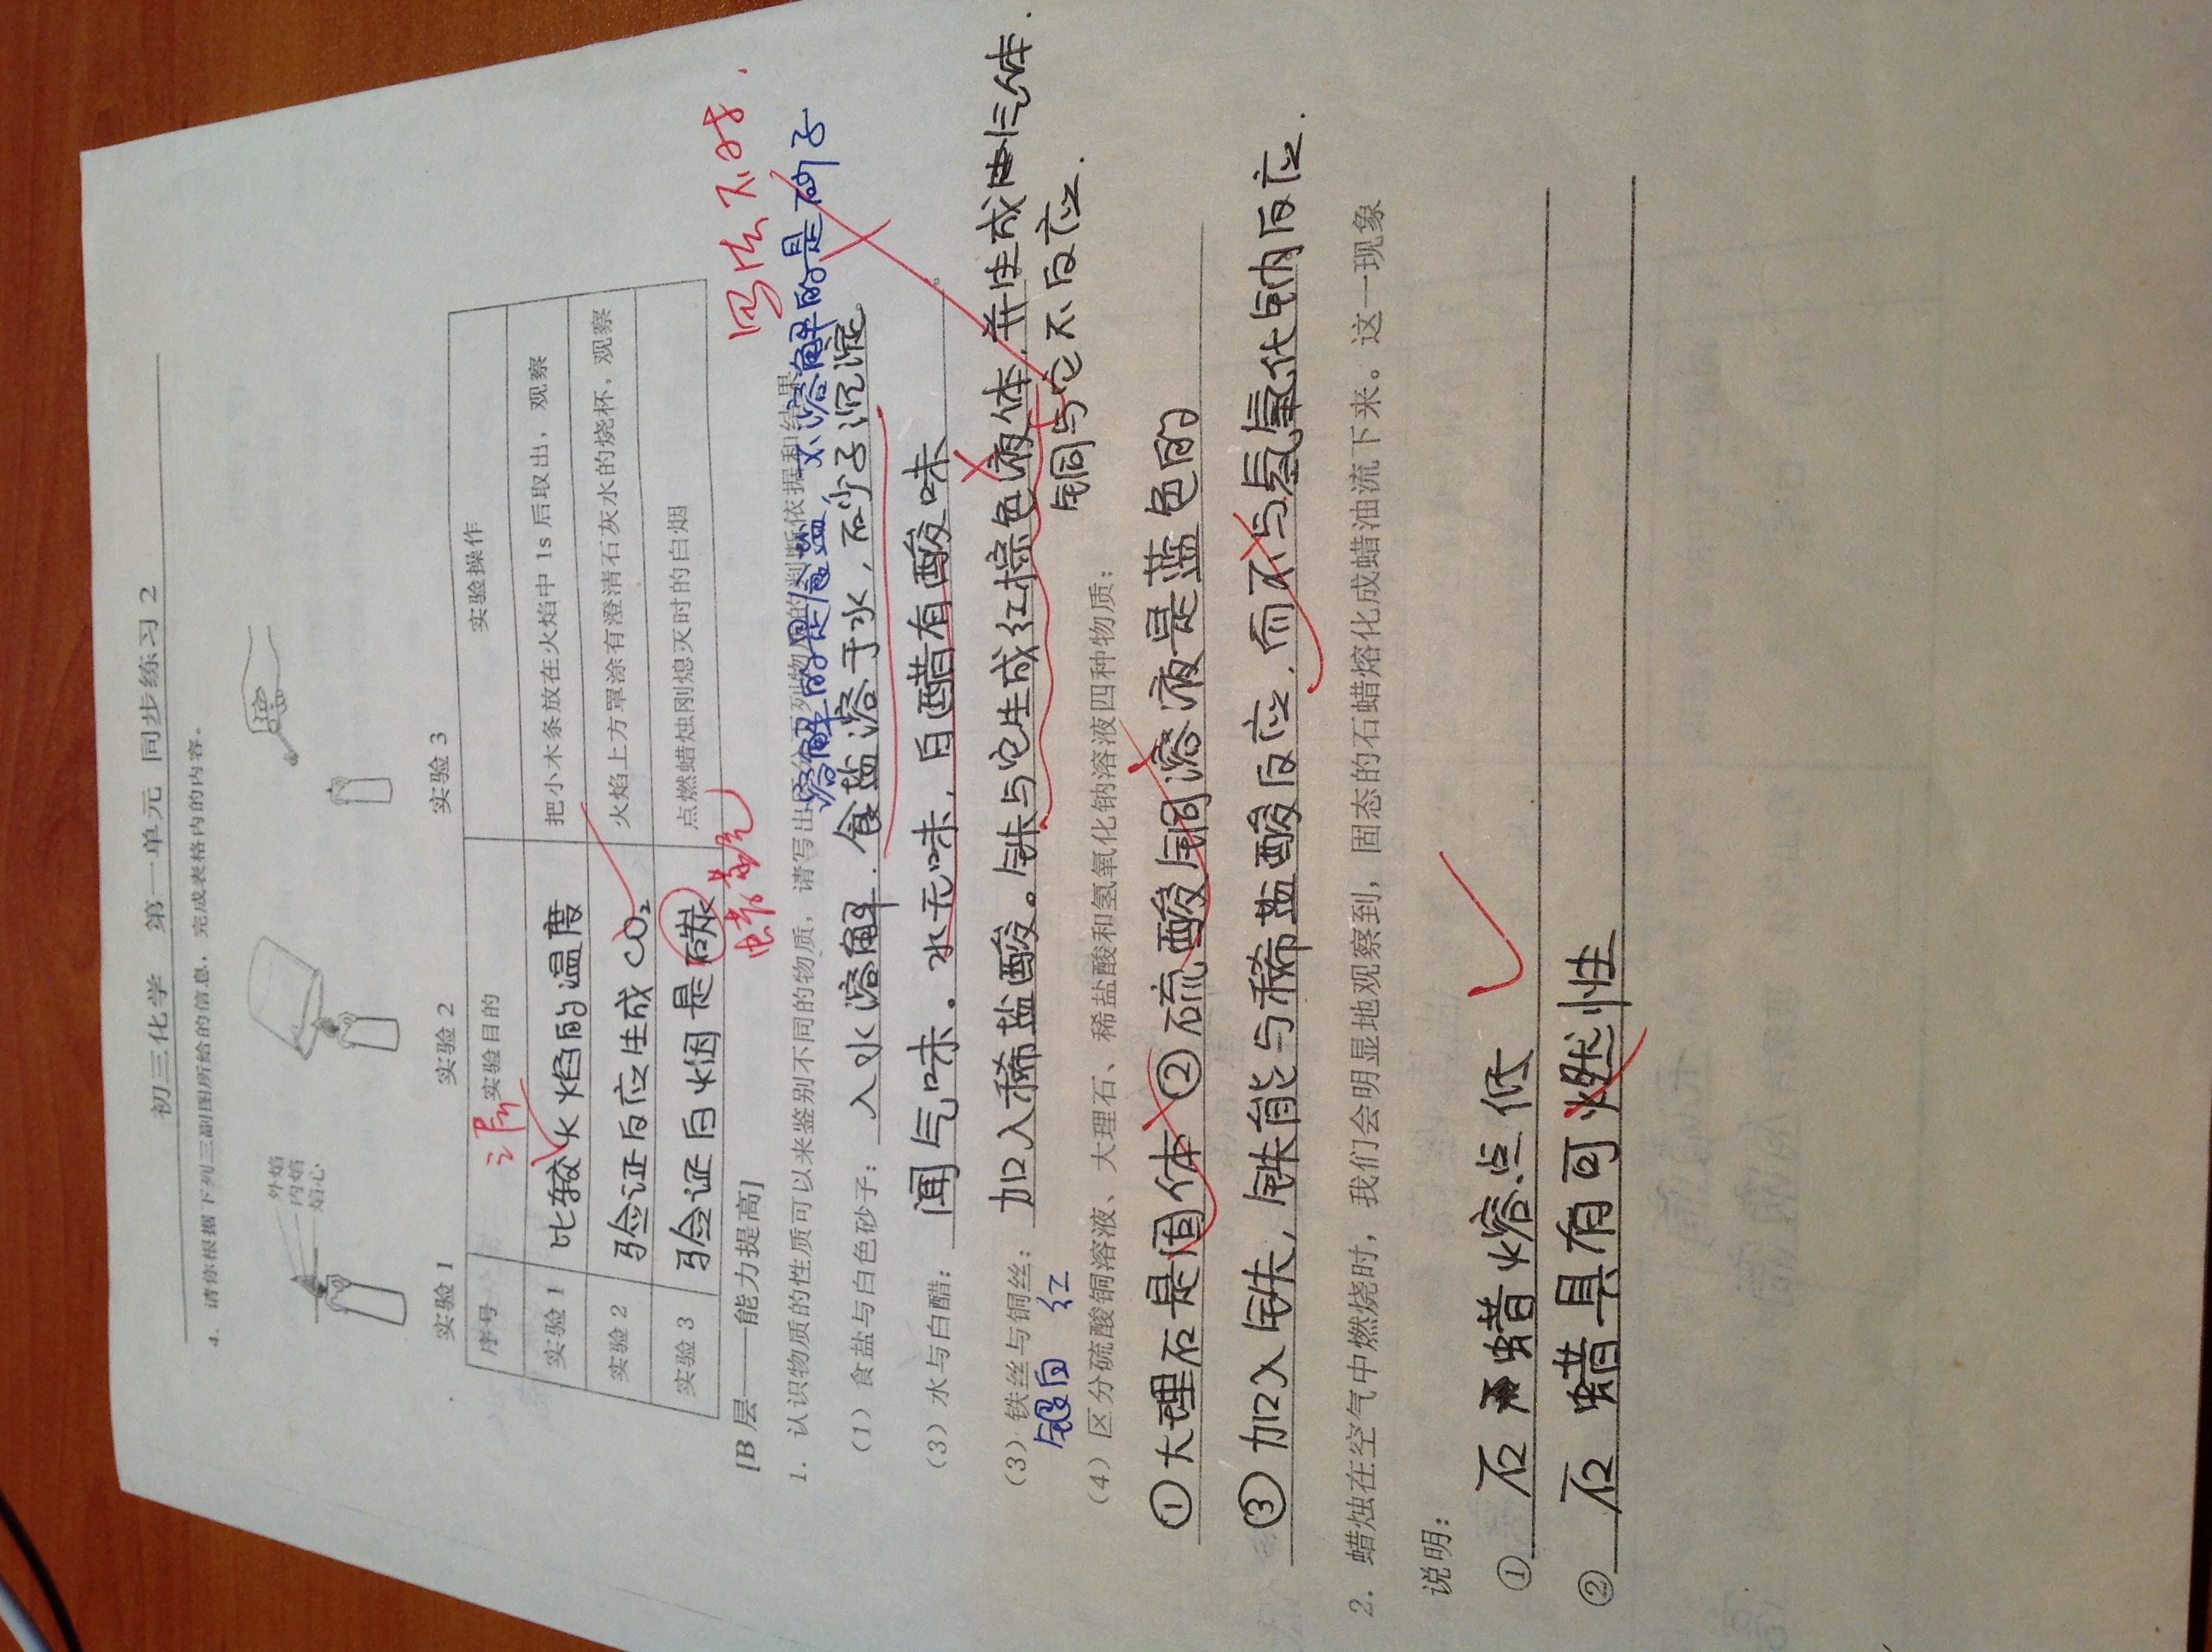 初三化学 第一单元 同步练习 2
4. 请你根据下列三副图所给的信息，完成表格内的内容。
外焰
内焰
焰心
实验 1 实验 2 实验 3
序号 实验目的 实验操作
三层
实验 1 比较火焰的温度 把小木条放在火焰中 1s 后取出，观察
实验 2 验证反应生成 CO₂ 火焰上方罩涂有澄清石灰水的烧杯，观察
实验 3 验证白烟是碳 点燃蜡烛刚熄灭时的白烟
蜡蒸气
[B 层——能力提高]
写法不对.
1. 认识物质的性质可以来鉴别不同的物质，请写出区分下列物质的判断依据和结果
溶解的是食盐，不溶解的是砂子
（1）食盐与白色砂子： 入水溶解. 食盐溶于水，砂子沉淀
（3）水与白醋： 闻气味。水无味，白醋有酸味。
（3）铁丝与铜丝： 加入稀盐酸。铁与它生成红棕色液体，并生成气体.
银白 红
铜与它不反应.
（4）区分硫酸铜溶液、大理石、稀盐酸和氢氧化钠溶液四种物质：
①大理石是固体 ②硫酸铜溶液是蓝色的
③加入铁，铁能与稀盐酸反应，而不与氢氧化钠反应.
2. 蜡烛在空气中燃烧时，我们会明显地观察到，固态的石蜡熔化成蜡油流下来。这一现象
说明：
① 石蜡熔点低
② 石蜡具有可燃性